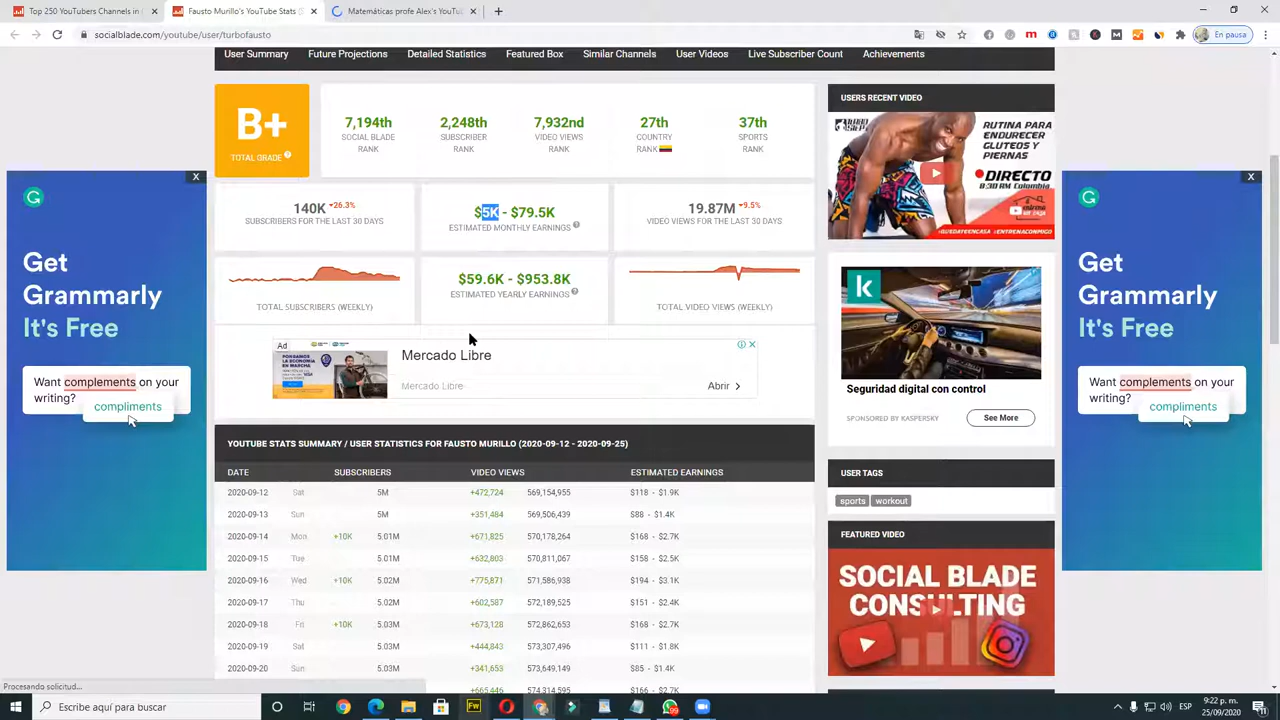 Top 250 YouTubers Channels in (
Fausto Murillo's YouTube Stats (S
Matemáticas profe Alex's YouTub
socialblade.com/youtube/user/turbofausto
En pausa
User Summary
Future Projections
Detailed Statistics
Featured Box
Similar Channels
User Videos
Live Subscriber Count
Achievements
B+
TOTAL GRADE
7,194th
SOCIAL BLADE
RANK
2,248th
SUBSCRIBER
RANK
7,932nd
VIDEO VIEWS
RANK
27th
COUNTRY
RANK
37th
SPORTS
RANK
140K 26.3%
SUBSCRIBERS FOR THE LAST 30 DAYS
$5K - $79.5K
ESTIMATED MONTHLY EARNINGS
19.87M 9.5%
VIDEO VIEWS FOR THE LAST 30 DAYS
TOTAL SUBSCRIBERS (WEEKLY)
$59.6K - $953.8K
ESTIMATED YEARLY EARNINGS
TOTAL VIDEO VIEWS (WEEKLY)
Ad
Mercado Libre
Mercado Libre
Abrir
YOUTUBE STATS SUMMARY / USER STATISTICS FOR FAUSTO MURILLO (2020-09-12 - 2020-09-25)
DATE SUBSCRIBERS VIDEO VIEWS ESTIMATED EARNINGS
2020-09-12 Sat 5M +472,724 569,154,955 $118 - $1.9K
2020-09-13 Sun 5M +351,484 569,506,439 $88 - $1.4K
2020-09-14 Mon +10K 5.01M +671,825 570,178,264 $168 - $2.7K
2020-09-15 Tue 5.01M +632,803 570,811,067 $158 - $2.5K
2020-09-16 Wed +10K 5.02M +775,871 571,586,938 $194 - $3.1K
2020-09-17 Thu 5.02M +602,587 572,189,525 $151 - $2.4K
2020-09-18 Fri +10K 5.03M +673,128 572,862,653 $168 - $2.7K
2020-09-19 Sat 5.03M +444,843 573,307,496 $111 - $1.8K
2020-09-20 Sun 5.03M +341,653 573,649,149 $85 - $1.4K
+665,446 574,314,595 $166 - $2.7K
USERS RECENT VIDEO
RUTINA PARA
ENDURECER
GLUTEOS Y
PIERNAS
DIRECTO
8:30 AM Colombia
#QUEDATEENCASA #ENTRENACONMIGO
k
Seguridad digital con control
SPONSORED BY KASPERSKY
See More
USER TAGS
sports
workout
FEATURED VIDEO
SOCIAL BLADE
CONSULTING
X
Get
Grammarly
It's Free
Want complements on your
writing?
compliments
X
Get
Grammarly
It's Free
Want complements on your
writing?
compliments
Procesando solicitud...
Escribe aquí para buscar
Fw
99
ESP
9:22 p. m.
25/09/2020